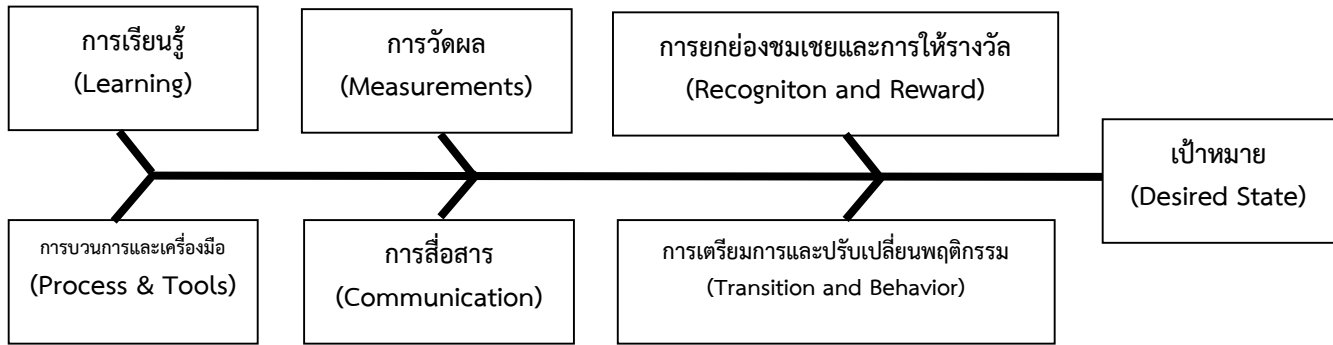 การเรียนรู้
(Learning)
การวัดผล
(Measurements)
การยกย่องชมเชยและการให้รางวัล
(Recogniton and Reward)
เป้าหมาย
(Desired State)
การบวนการและเครื่องมือ
(Process & Tools)
การสื่อสาร
(Communication)
การเตรียมการและปรับเปลี่ยนพฤติกรรม
(Transition and Behavior)